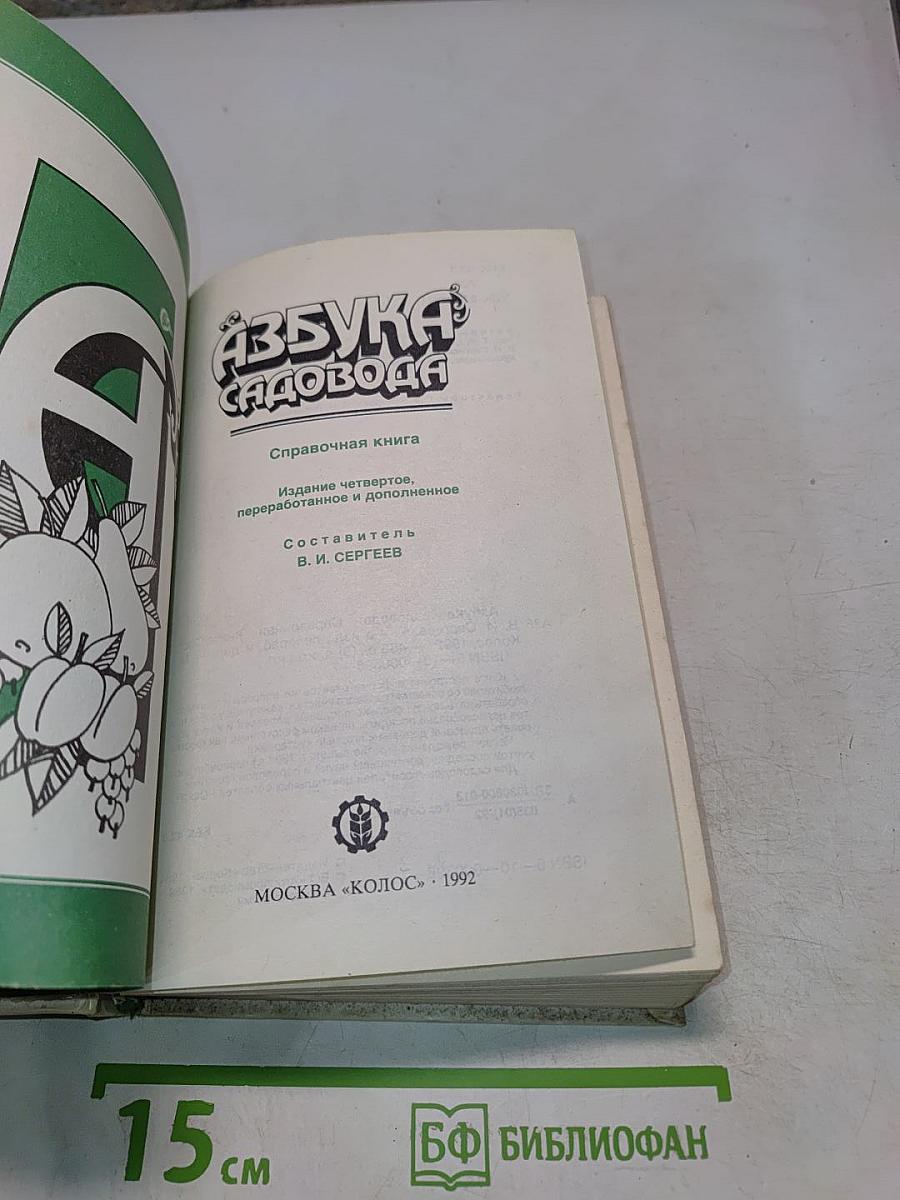 АЗБУКА
САДОВОДА
Справочная книга
Издание четвертое,
переработанное и дополненное
Составитель
В. И. СЕРГЕЕВ
МОСКВА «КОЛОС» · 1992
15 см
БФ БИБЛИОФАН